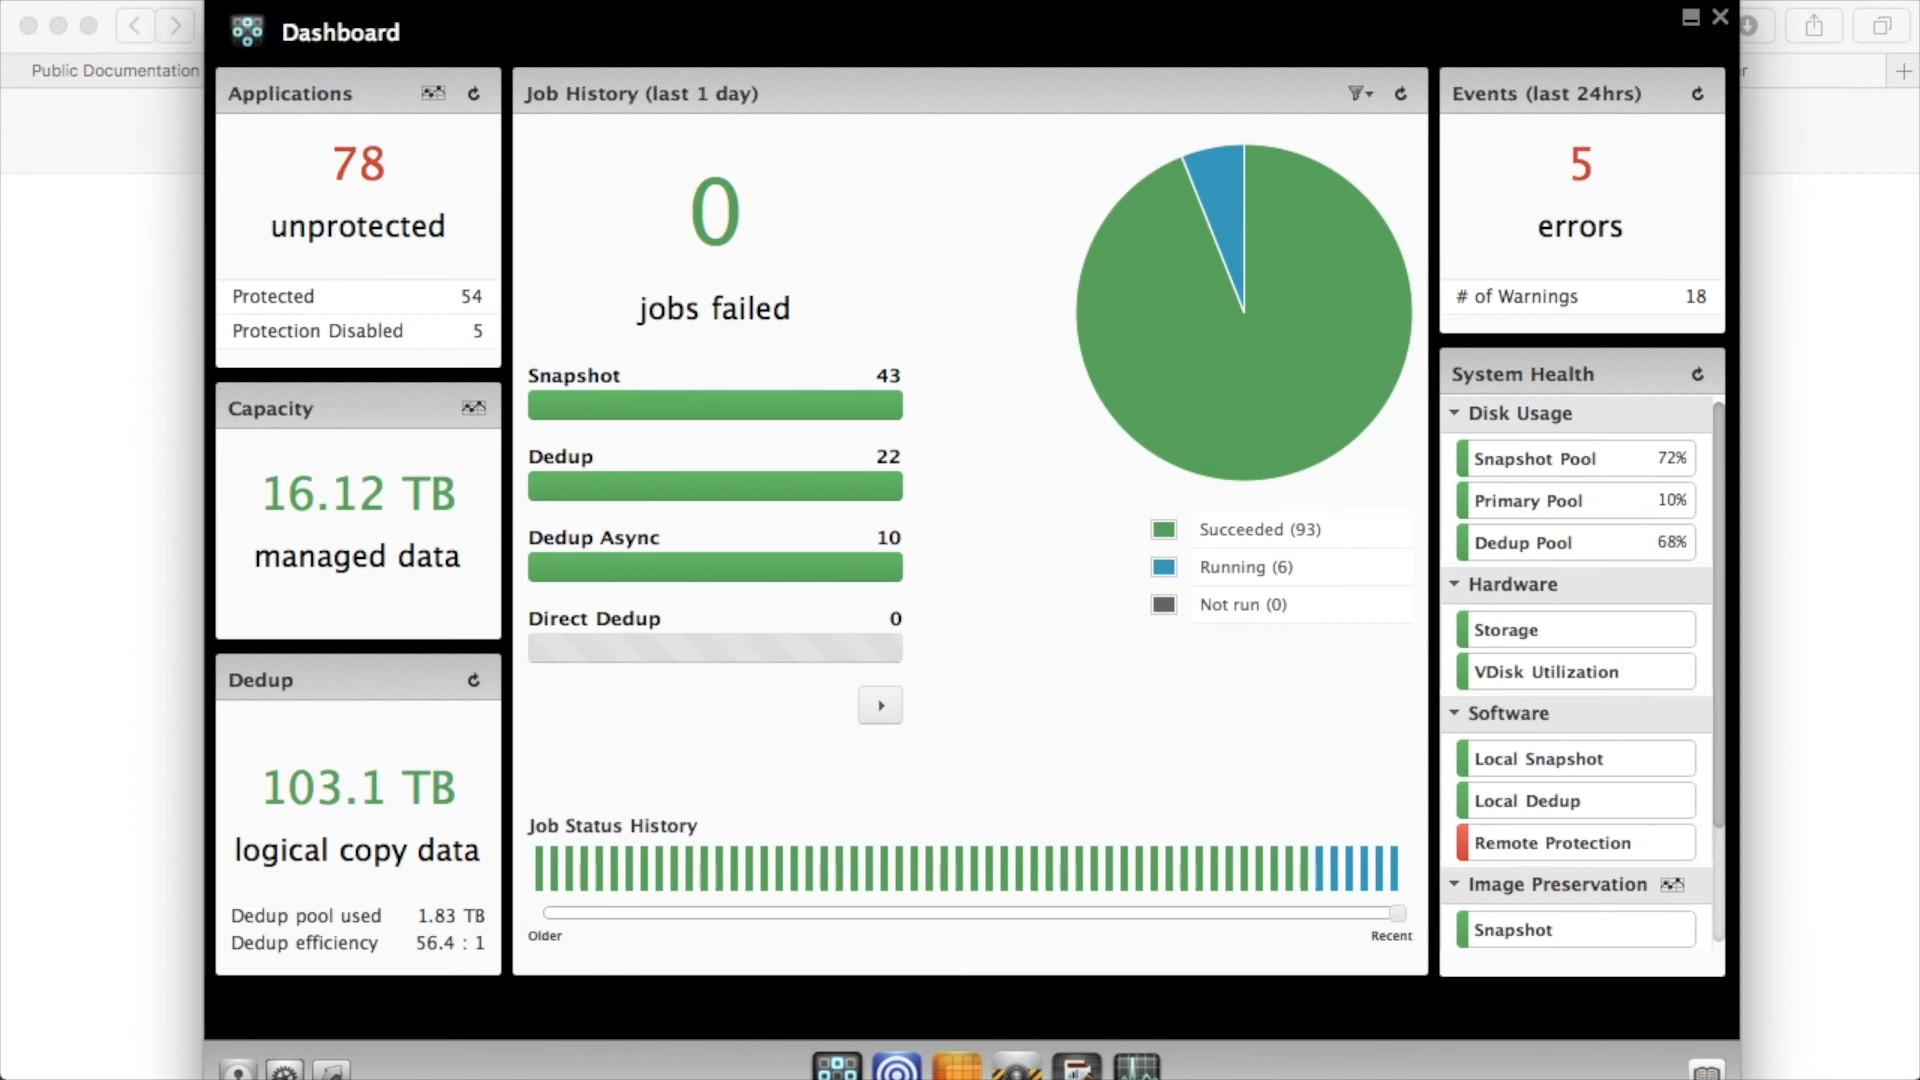 Dashboard
Public Documentation
r
Applications
78
unprotected
Protected 54
Protection Disabled 5
Capacity
16.12 TB
managed data
Dedup
103.1 TB
logical copy data
Dedup pool used 1.83 TB
Dedup efficiency 56.4 : 1
Job History (last 1 day)
0
jobs failed
Snapshot 43
Dedup 22
Dedup Async 10
Direct Dedup 0
Succeeded (93)
Running (6)
Not run (0)
Job Status History
Older Recent
Events (last 24hrs)
5
errors
# of Warnings 18
System Health
Disk Usage
Snapshot Pool 72%
Primary Pool 10%
Dedup Pool 68%
Hardware
Storage
VDisk Utilization
Software
Local Snapshot
Local Dedup
Remote Protection
Image Preservation
Snapshot